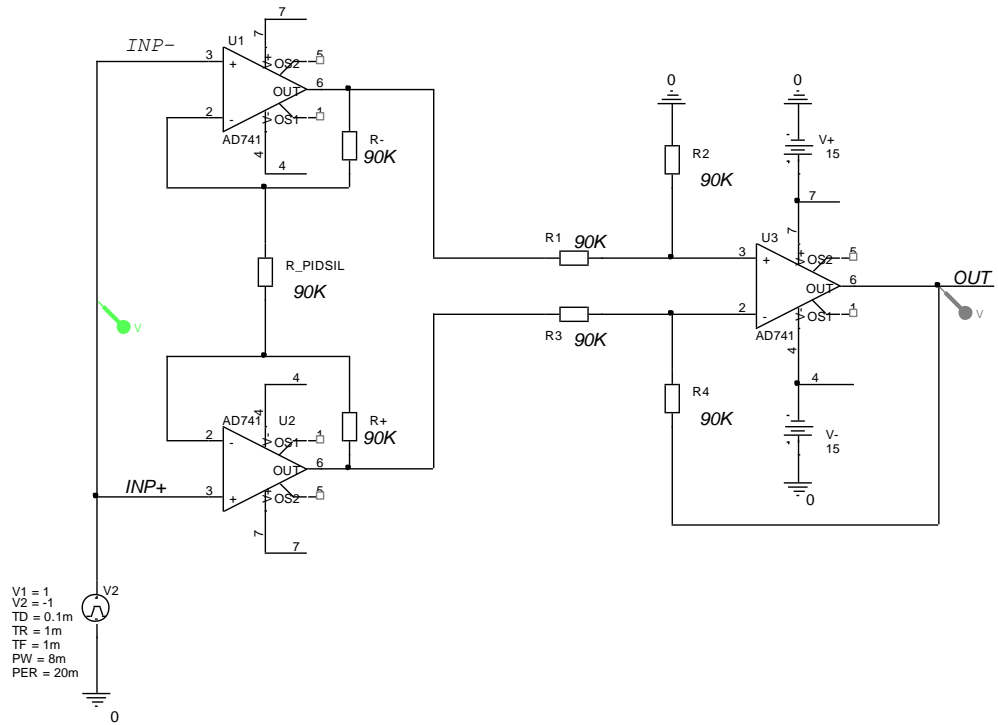 7
INP-
U1
3
+
7
V+
OS2
5
OUT
6
2
-
V-
OS1
1
AD741
4
4
R-
90K
0
0
R2
90K
V+
15
7
R_PIDSIL
90K
R1
90K
U3
3
+
7
V+
OS2
5
OUT
6
OUT
2
-
V-
OS1
1
AD741
4
4
R3
90K
V
V
R4
90K
V-
15
0
4
AD741
4
U2
R+
90K
2
-
V-
OS1
1
OUT
6
INP+
3
+
V+
OS2
5
7
7
V1 = 1
V2 = -1
TD = 0.1m
TR = 1m
TF = 1m
PW = 8m
PER = 20m
V2
0